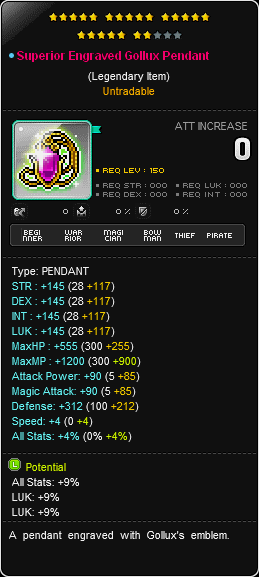 Superior Engraved Gollux Pendant
(Legendary Item)
Untradable
ATT INCREASE
0
REQ LEV : 150
REQ STR : 000 REQ LUK : 000
REQ DEX : 000 REQ INT : 000
0 0 % 0 %
BEGINNER WARRIOR MAGICIAN BOWMAN THIEF PIRATE
Type: PENDANT
STR : +145 (28 +117)
DEX : +145 (28 +117)
INT : +145 (28 +117)
LUK : +145 (28 +117)
MaxHP : +555 (300 +255)
MaxMP : +1200 (300 +900)
Attack Power: +90 (5 +85)
Magic Attack: +90 (5 +85)
Defense: +312 (100 +212)
Speed: +4 (0 +4)
All Stats: +4% (0% +4%)
L Potential
All Stats: +9%
LUK: +9%
LUK: +9%
A pendant engraved with Gollux's emblem.